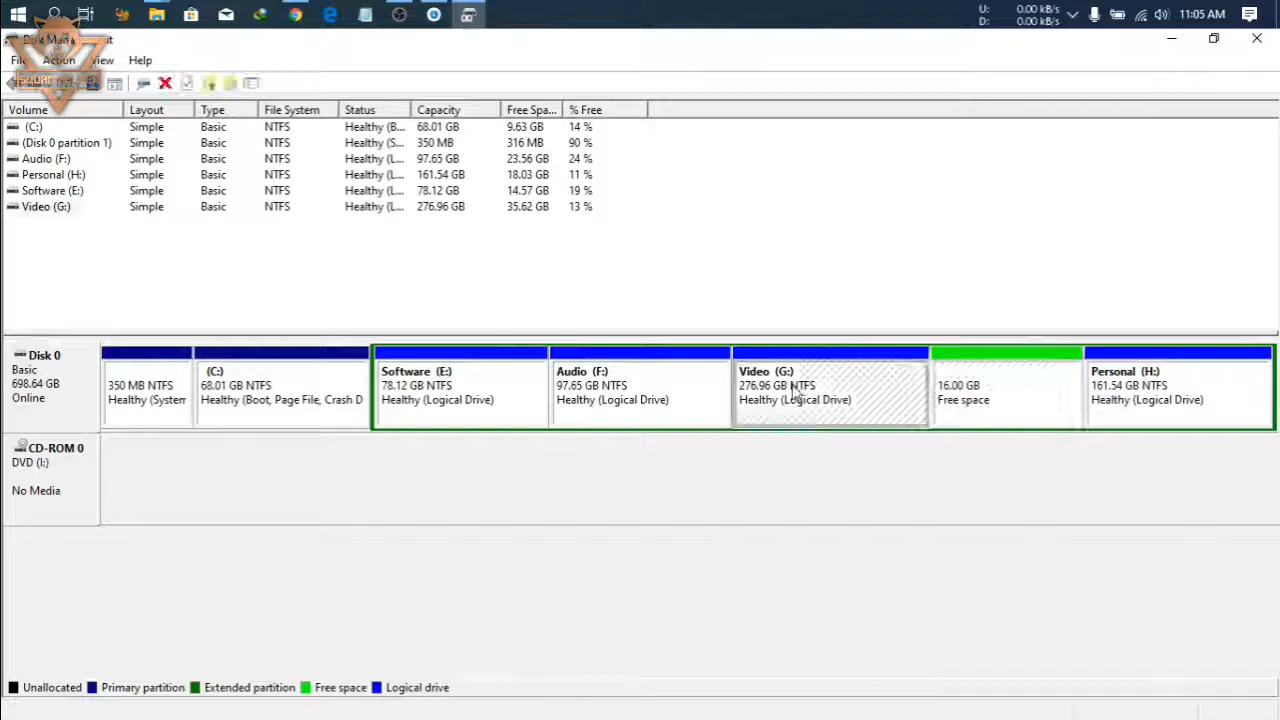 U: 0.00 kB/s
D: 0.00 kB/s
11:05 AM
Disk Management
File Action View Help
Volume Layout Type File System Status Capacity Free Spa... % Free
(C:) Simple Basic NTFS Healthy (B... 68.01 GB 9.63 GB 14 %
(Disk 0 partition 1) Simple Basic NTFS Healthy (S... 350 MB 316 MB 90 %
Audio (F:) Simple Basic NTFS Healthy (L... 97.65 GB 23.56 GB 24 %
Personal (H:) Simple Basic NTFS Healthy (L... 161.54 GB 18.03 GB 11 %
Software (E:) Simple Basic NTFS Healthy (L... 78.12 GB 14.57 GB 19 %
Video (G:) Simple Basic NTFS Healthy (L... 276.96 GB 35.62 GB 13 %
Disk 0
Basic
698.64 GB
Online
350 MB NTFS
Healthy (System
(C:)
68.01 GB NTFS
Healthy (Boot, Page File, Crash D
Software (E:)
78.12 GB NTFS
Healthy (Logical Drive)
Audio (F:)
97.65 GB NTFS
Healthy (Logical Drive)
Video (G:)
276.96 GB NTFS
Healthy (Logical Drive)
16.00 GB
Free space
Personal (H:)
161.54 GB NTFS
Healthy (Logical Drive)
CD-ROM 0
DVD (I:)
No Media
Unallocated Primary partition Extended partition Free space Logical drive